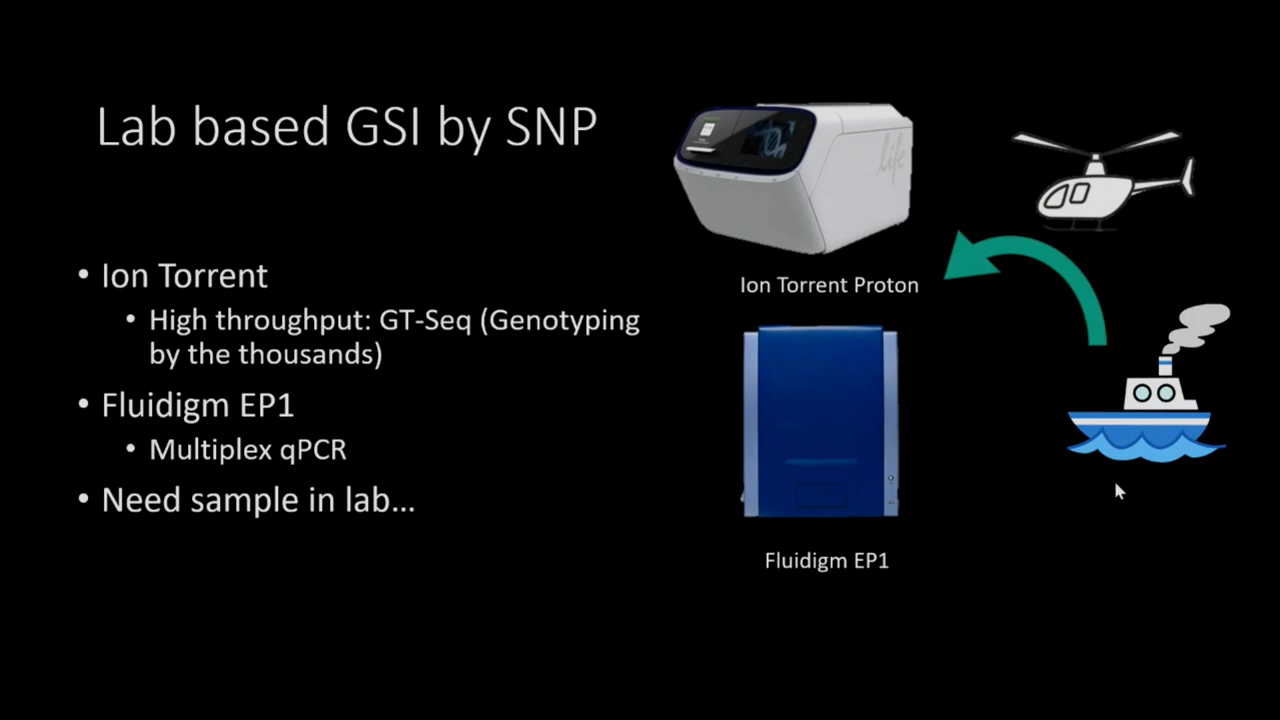 Lab based GSI by SNP
• Ion Torrent
• High throughput: GT-Seq (Genotyping
by the thousands)
• Fluidigm EP1
• Multiplex qPCR
• Need sample in lab...
life
Ion Torrent Proton
Fluidigm EP1